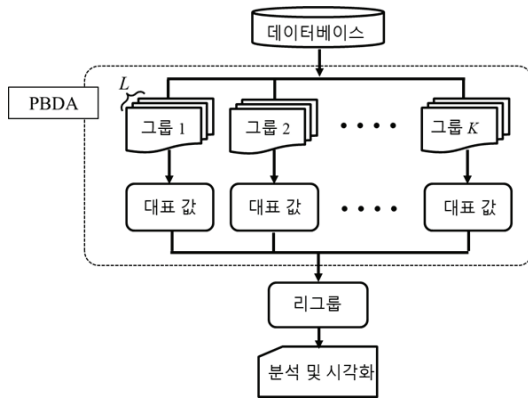 데이터베이스
L
PBDA
그룹 1
그룹 2
그룹 K
대표 값
대표 값
대표 값
리그룹
분석 및 시각화